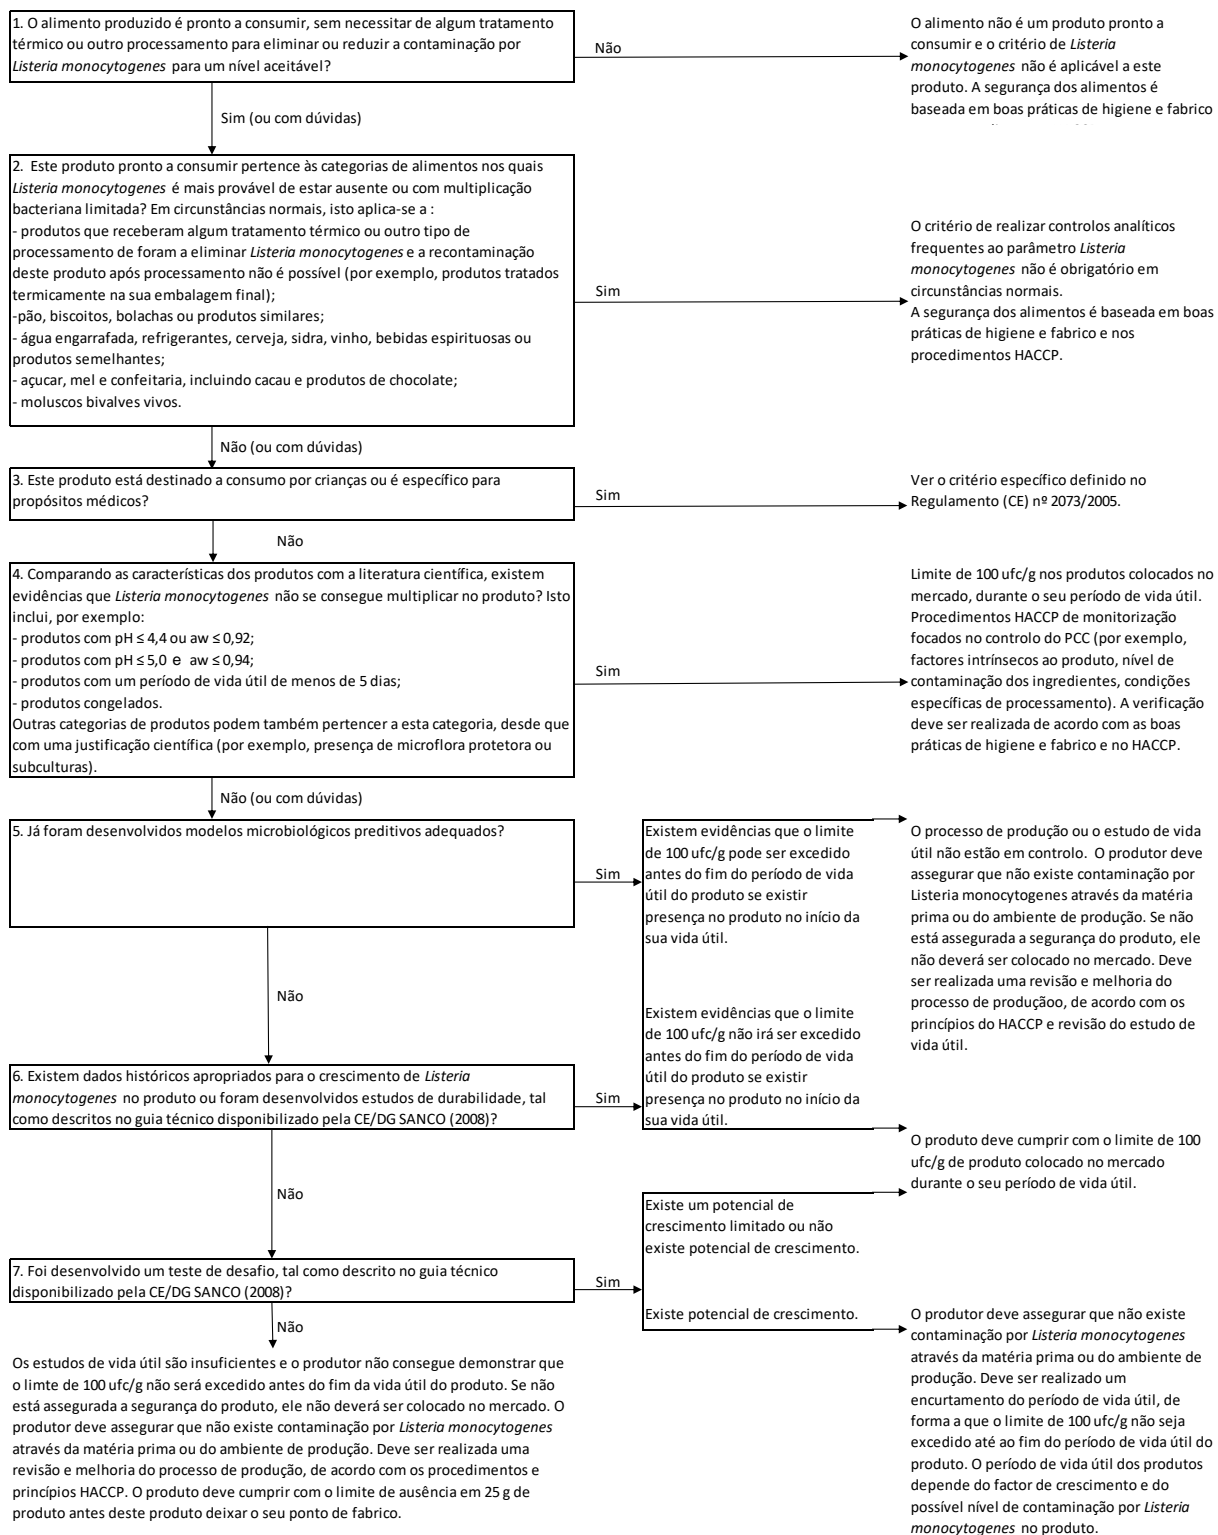 1. O alimento produzido é pronto a consumir, sem necessitar de algum tratamento
térmico ou outro processamento para eliminar ou reduzir a contaminação por
Listeria monocytogenes para um nível aceitável?
Não
O alimento não é um produto pronto a
consumir e o critério de Listeria
monocytogenes não é aplicável a este
produto. A segurança dos alimentos é
baseada em boas práticas de higiene e fabrico
Sim (ou com dúvidas)
2. Este produto pronto a consumir pertence às categorias de alimentos nos quais
Listeria monocytogenes é mais provável de estar ausente ou com multiplicação
bacteriana limitada? Em circunstâncias normais, isto aplica-se a :
- produtos que receberam algum tratamento térmico ou outro tipo de
processamento de foram a eliminar Listeria monocytogenes e a recontaminação
deste produto após processamento não é possível (por exemplo, produtos tratados
termicamente na sua embalagem final);
-pão, biscoitos, bolachas ou produtos similares;
- água engarrafada, refrigerantes, cerveja, sidra, vinho, bebidas espirituosas ou
produtos semelhantes;
- açucar, mel e confeitaria, incluindo cacau e produtos de chocolate;
- moluscos bivalves vivos.
Sim
O critério de realizar controlos analíticos
frequentes ao parâmetro Listeria
monocytogenes não é obrigatório em
circunstâncias normais.
A segurança dos alimentos é baseada em boas
práticas de higiene e fabrico e nos
procedimentos HACCP.
Não (ou com dúvidas)
3. Este produto está destinado a consumo por crianças ou é específico para
propósitos médicos?
Sim
Ver o critério específico definido no
Regulamento (CE) nº 2073/2005.
Não
4. Comparando as características dos produtos com a literatura científica, existem
evidências que Listeria monocytogenes não se consegue multiplicar no produto? Isto
inclui, por exemplo:
- produtos com pH ≤ 4,4 ou aw ≤ 0,92;
- produtos com pH ≤ 5,0 e aw ≤ 0,94;
- produtos com um período de vida útil de menos de 5 dias;
- produtos congelados.
Outras categorias de produtos podem também pertencer a esta categoria, desde que
com uma justificação científica (por exemplo, presença de microflora protetora ou
subculturas).
Sim
Limite de 100 ufc/g nos produtos colocados no
mercado, durante o seu período de vida útil.
Procedimentos HACCP de monitorização
focados no controlo do PCC (por exemplo,
factores intrínsecos ao produto, nível de
contaminação dos ingredientes, condições
específicas de processamento). A verificação
deve ser realizada de acordo com as boas
práticas de higiene e fabrico e no HACCP.
Não (ou com dúvidas)
5. Já foram desenvolvidos modelos microbiológicos preditivos adequados?
Sim
Existem evidências que o limite
de 100 ufc/g pode ser excedido
antes do fim do período de vida
útil do produto se existir
presença no produto no início da
sua vida útil.
O processo de produção ou o estudo de vida
útil não estão em controlo. O produtor deve
assegurar que não existe contaminação por
Listeria monocytogenes através da matéria
prima ou do ambiente de produção. Se não
está assegurada a segurança do produto, ele
não deverá ser colocado no mercado. Deve
ser realizada uma revisão e melhoria do
processo de produçãoo, de acordo com os
princípios do HACCP e revisão do estudo de
vida útil.
Não
Existem evidências que o limite
de 100 ufc/g não irá ser excedido
antes do fim do período de vida
útil do produto se existir
presença no produto no início da
sua vida útil.
6. Existem dados históricos apropriados para o crescimento de Listeria
monocytogenes no produto ou foram desenvolvidos estudos de durabilidade, tal
como descritos no guia técnico disponibilizado pela CE/DG SANCO (2008)?
Sim
O produto deve cumprir com o limite de 100
ufc/g de produto colocado no mercado
durante o seu período de vida útil.
Não
Existe um potencial de
crescimento limitado ou não
existe potencial de crescimento.
7. Foi desenvolvido um teste de desafio, tal como descrito no guia técnico
disponibilizado pela CE/DG SANCO (2008)?
Sim
Existe potencial de crescimento.
O produtor deve assegurar que não existe
contaminação por Listeria monocytogenes
através da matéria prima ou do ambiente de
produção. Deve ser realizado um
encurtamento do período de vida útil, de
forma a que o limite de 100 ufc/g não seja
excedido até ao fim do período de vida útil do
produto. O período de vida útil dos produtos
depende do factor de crescimento e do
possível nível de contaminação por Listeria
monocytogenes no produto.
Não
Os estudos de vida útil são insuficientes e o produtor não consegue demonstrar que
o limte de 100 ufc/g não será excedido antes do fim da vida útil do produto. Se não
está assegurada a segurança do produto, ele não deverá ser colocado no mercado. O
produtor deve assegurar que não existe contaminação por Listeria monocytogenes
através da matéria prima ou do ambiente de produção. Deve ser realizada uma
revisão e melhoria do processo de produção, de acordo com os procedimentos e
princípios HACCP. O produto deve cumprir com o limite de ausência em 25 g de
produto antes deste produto deixar o seu ponto de fabrico.